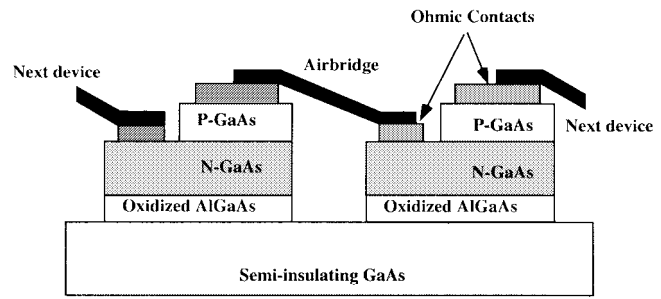 Ohmic Contacts
Next device
Airbridge
P-GaAs
P-GaAs
Next device
N-GaAs
N-GaAs
Oxidized AlGaAs
Oxidized AlGaAs
Semi-insulating GaAs